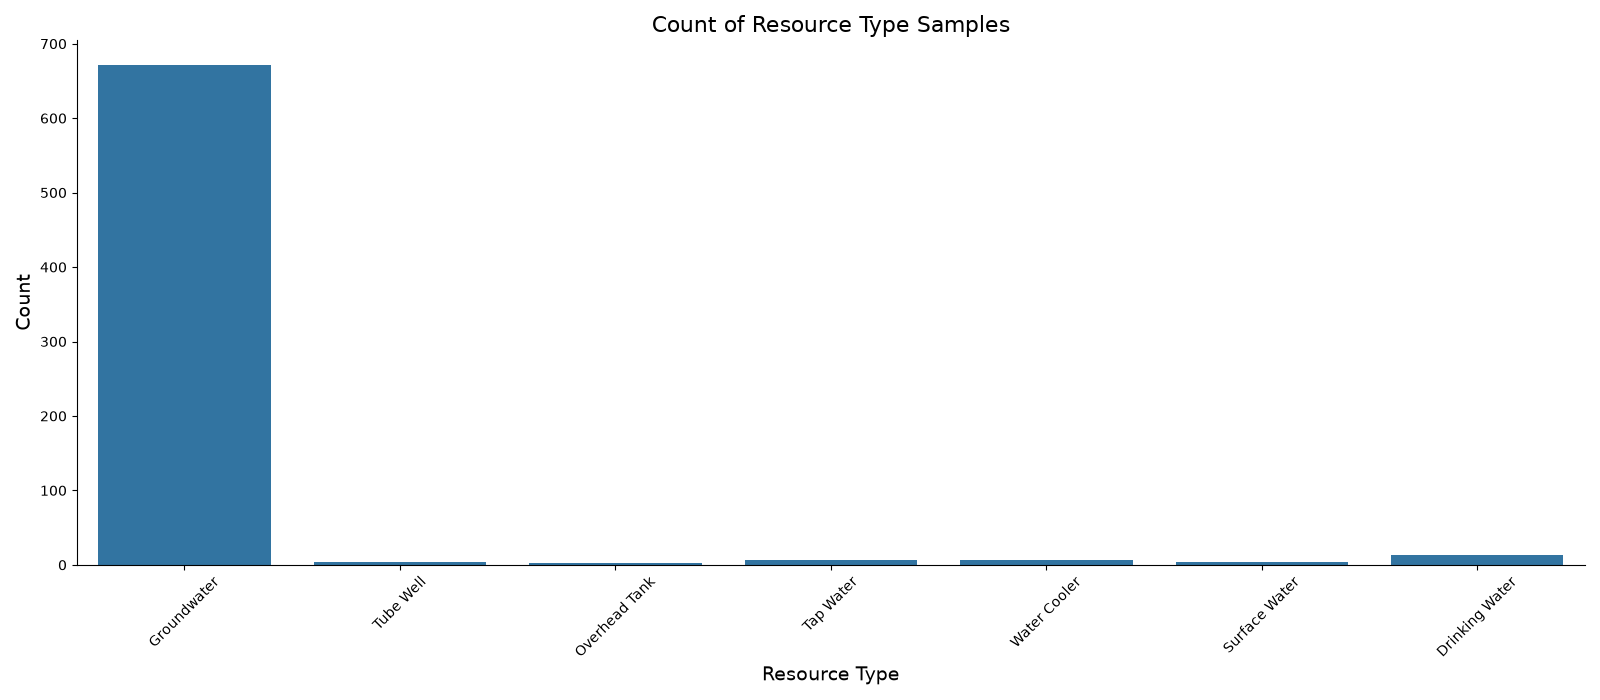 Count of Resource Type Samples
700
600
500
400
300
200
100
0
Count
Groundwater
Tube Well
Overhead Tank
Tap Water
Water Cooler
Surface Water
Drinking Water
Resource Type